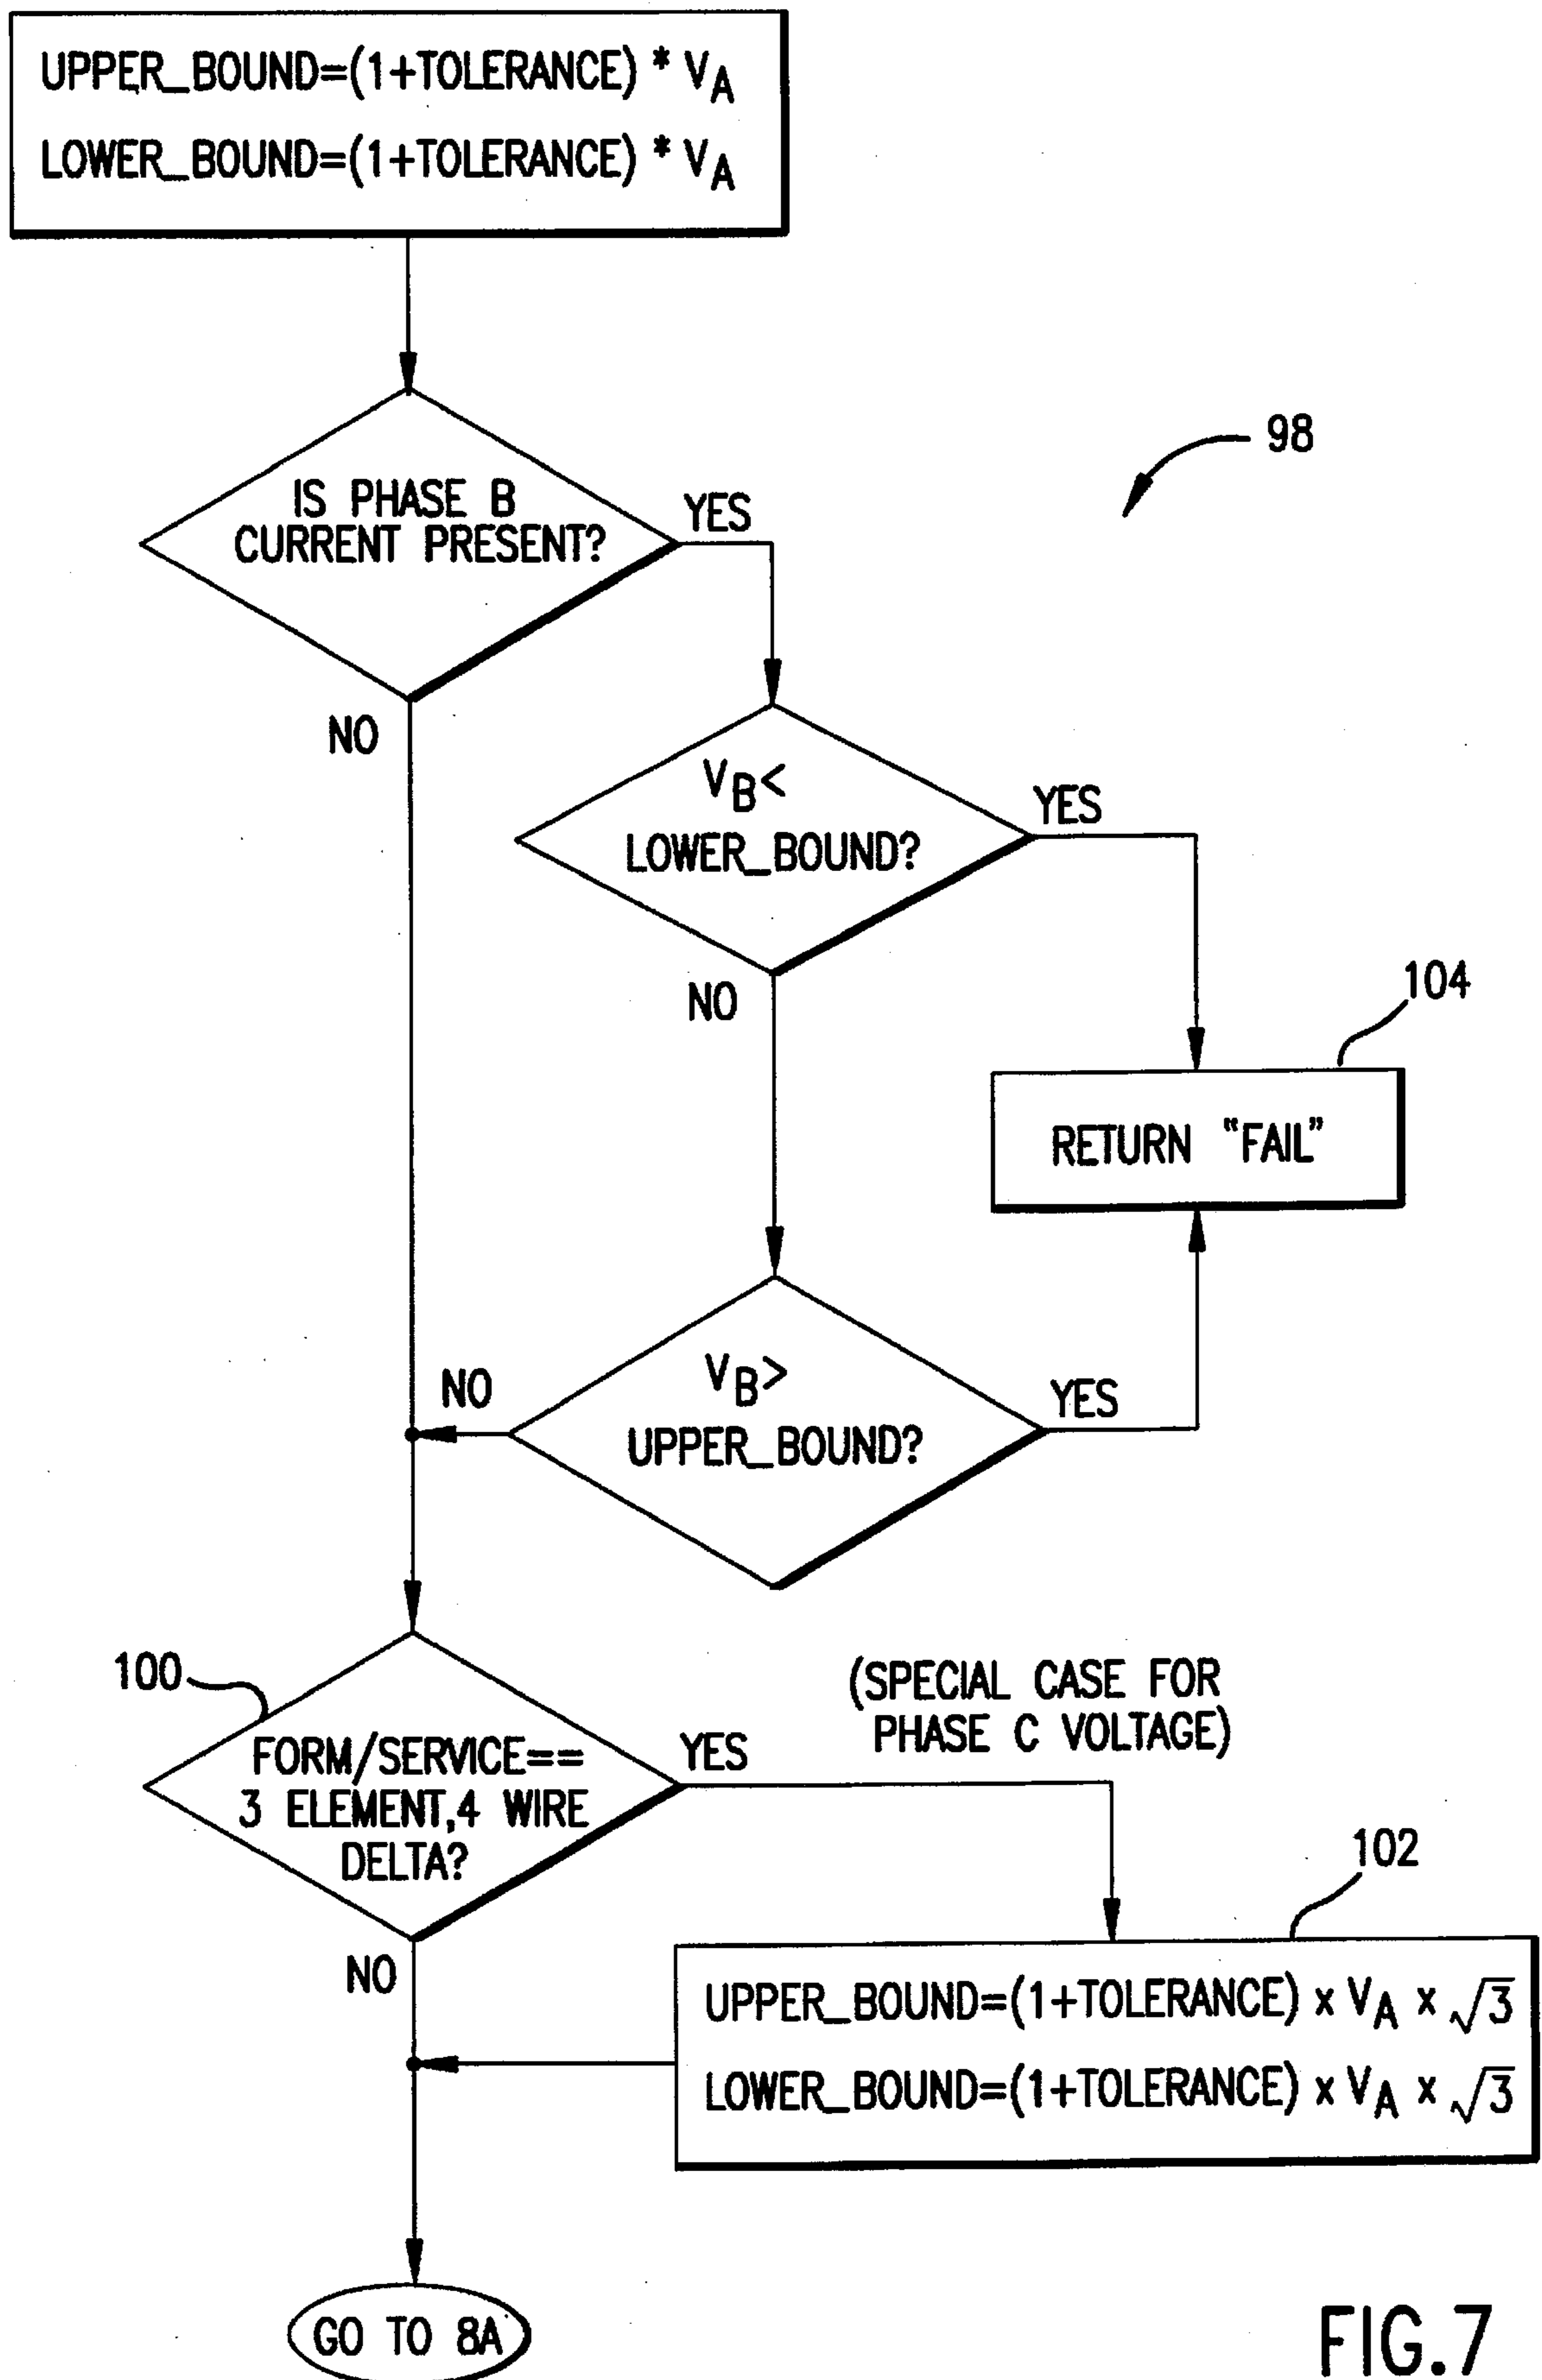 UPPER_BOUND=(1+TOLERANCE) * VA
LOWER_BOUND=(1+TOLERANCE) * VA
98
IS PHASE B
CURRENT PRESENT?
YES
NO
VB<
LOWER_BOUND?
YES
NO
104
RETURN "FAIL"
VB>
UPPER_BOUND?
NO
YES
100
FORM/SERVICE==
3 ELEMENT,4 WIRE
DELTA?
YES
NO
(SPECIAL CASE FOR
PHASE C VOLTAGE)
102
UPPER_BOUND=(1+TOLERANCE) x VA x √3
LOWER_BOUND=(1+TOLERANCE) x VA x √3
GO TO 8A
FIG.7